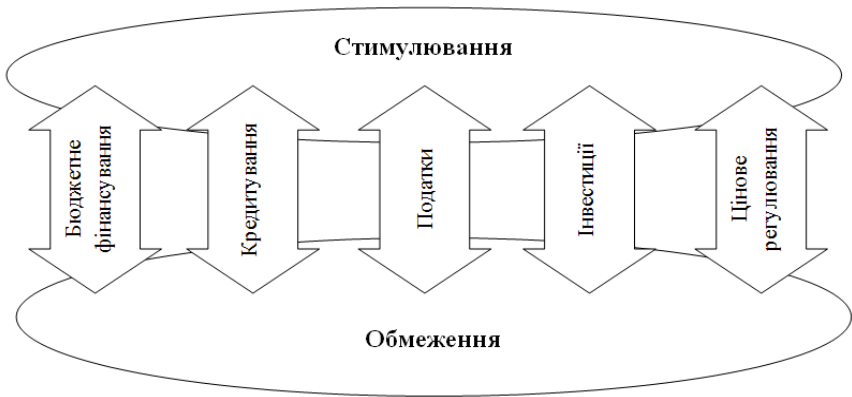 Стимулювання
Бюджетне
фінансування
Кредитування
Податки
Інвестиції
Цінове
регулювання
Обмеження